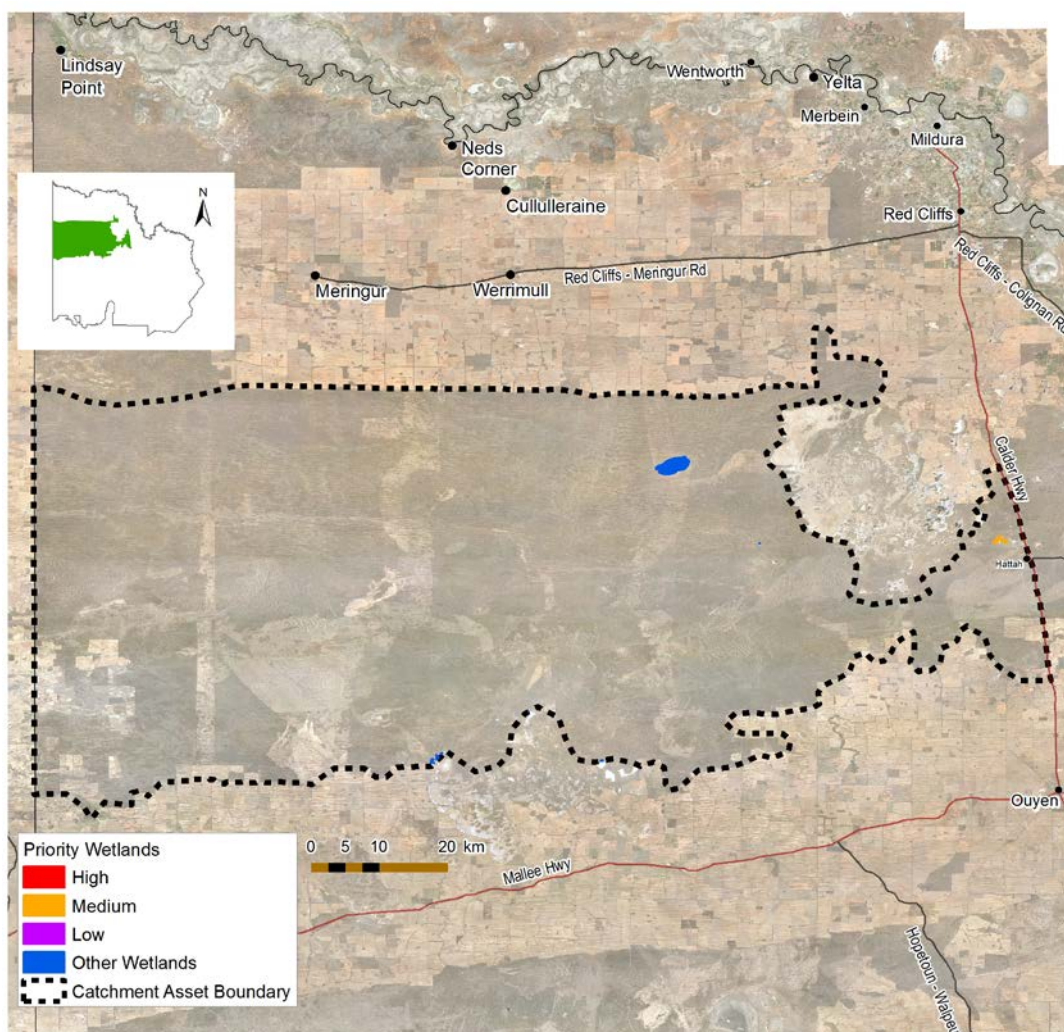 Lindsay
Point
Wentworth
Yelta
Merbein
Mildura
Neds
Corner
N
Cullulleraine
Red Cliffs
Red Cliffs - Colignan Rd
Meringur
Werrimull
Red Cliffs - Meringur Rd
Calder Hwy
Hattah
Ouyen
Priority Wetlands
High
Medium
Low
Other Wetlands
Catchment Asset Boundary
0 5 10 20 km
Mallee Hwy
Hopetoun - Walpeu